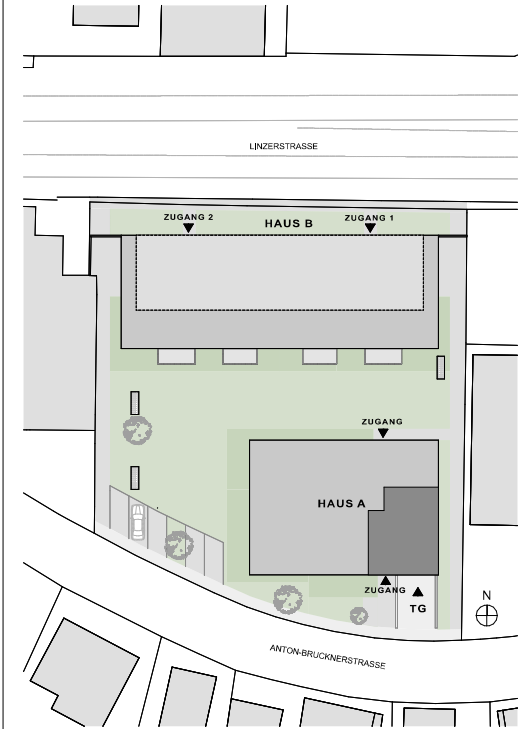 LINZERSTRASSE
ZUGANG 2
HAUS B
ZUGANG 1
ZUGANG
HAUS A
ZUGANG
TG
N
ANTON-BRUCKNERSTRASSE